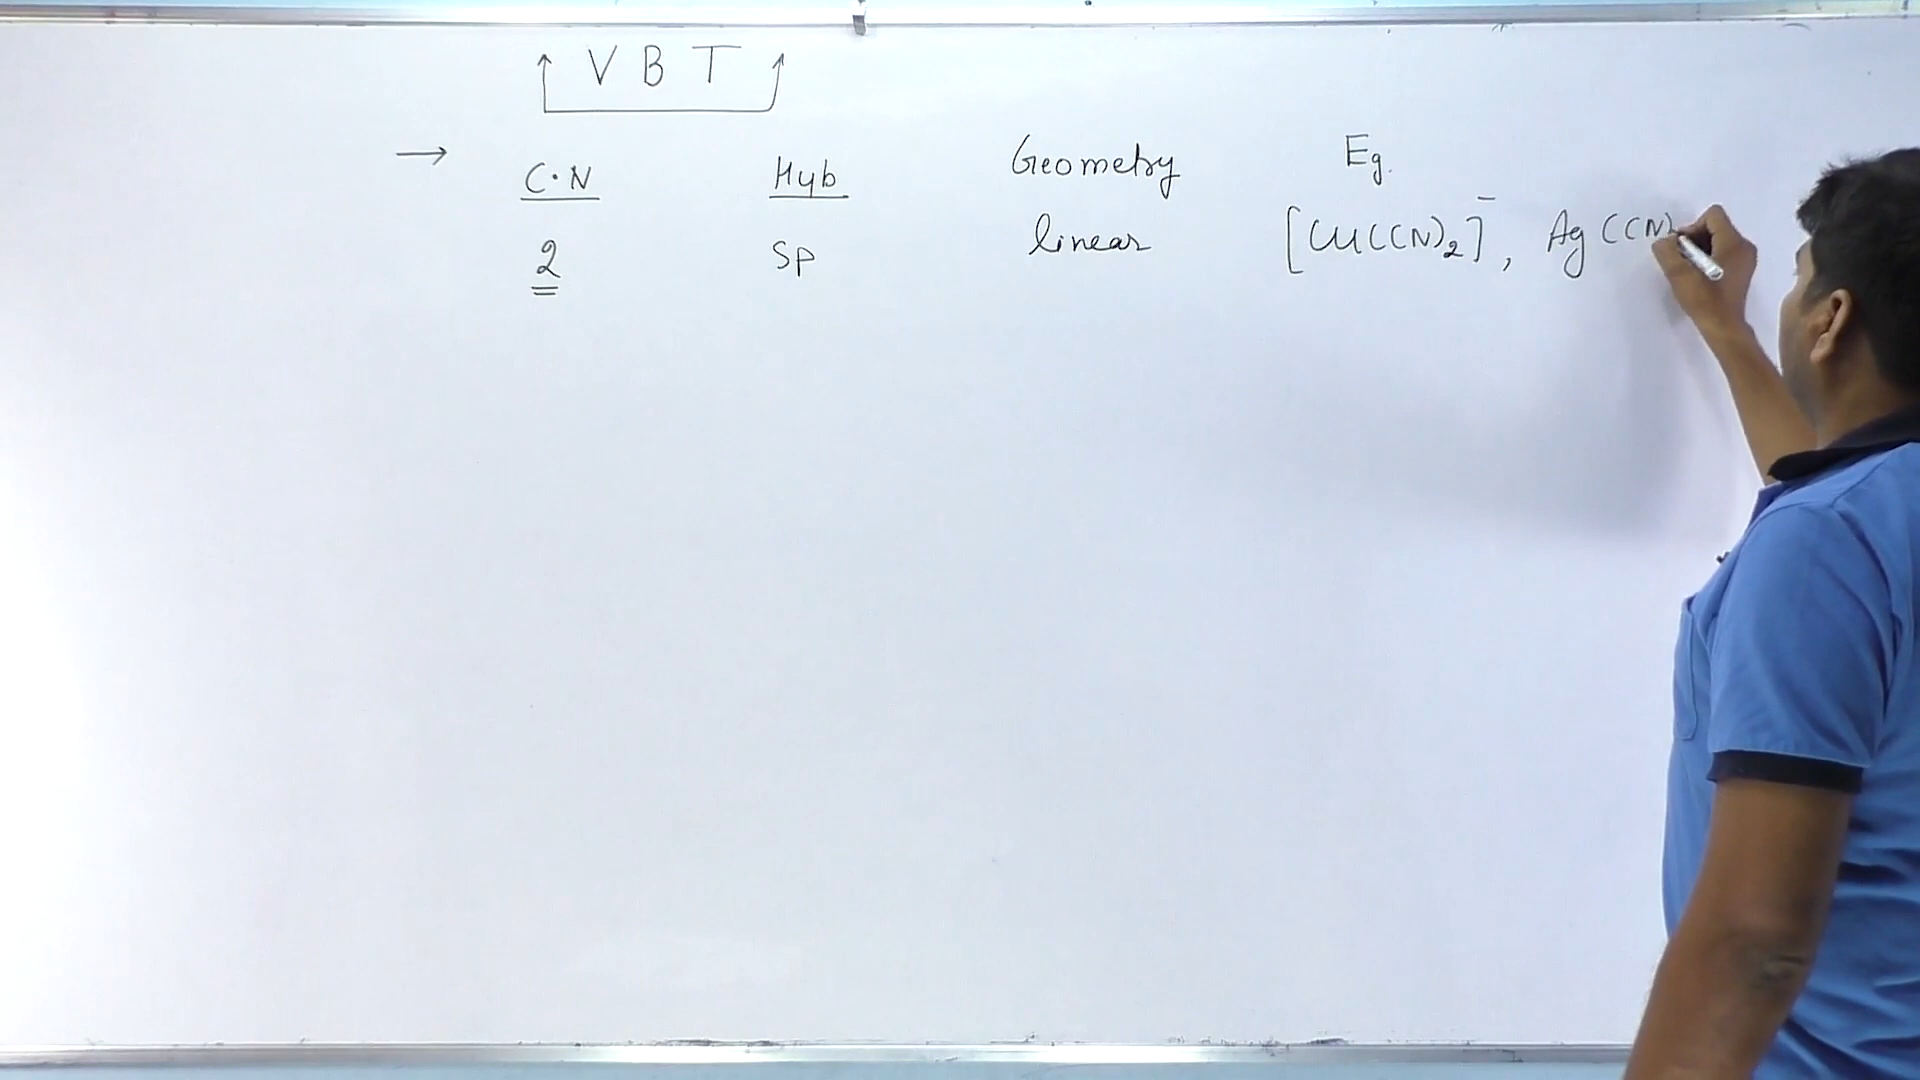 VBT
→ C.N Hyb Geometry Eg.
2 sp linear [Cu(CN)₂]⁻, Ag(CN)